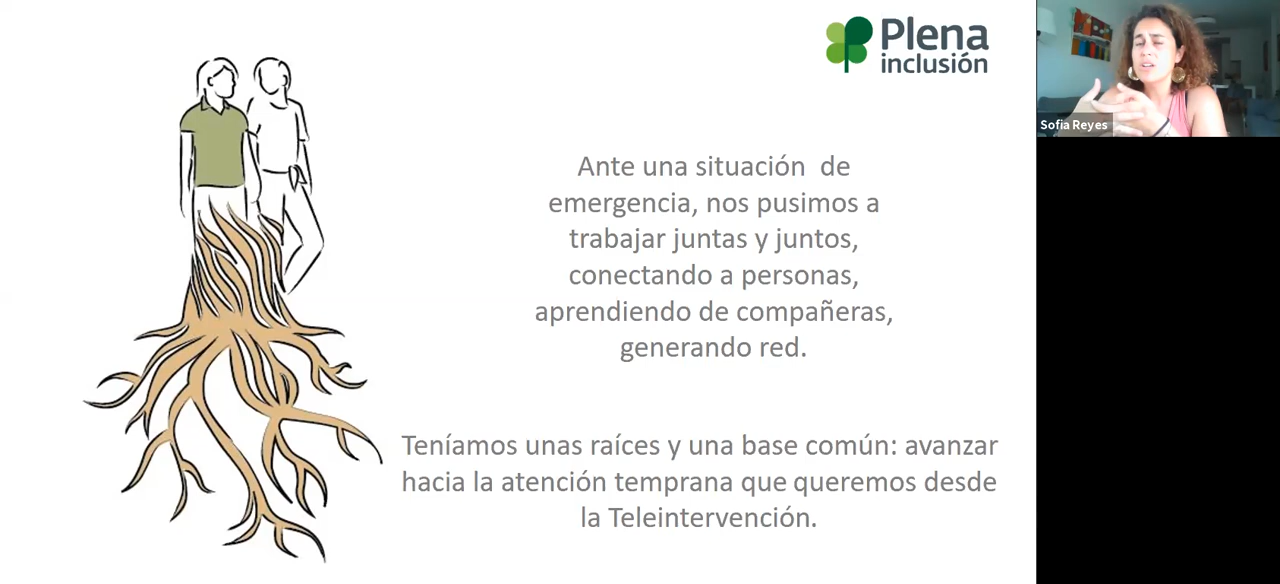 Plena
inclusión
Sofia Reyes
Ante una situación de
emergencia, nos pusimos a
trabajar juntas y juntos,
conectando a personas,
aprendiendo de compañeras,
generando red.
Teníamos unas raíces y una base común: avanzar
hacia la atención temprana que queremos desde
la Teleintervención.